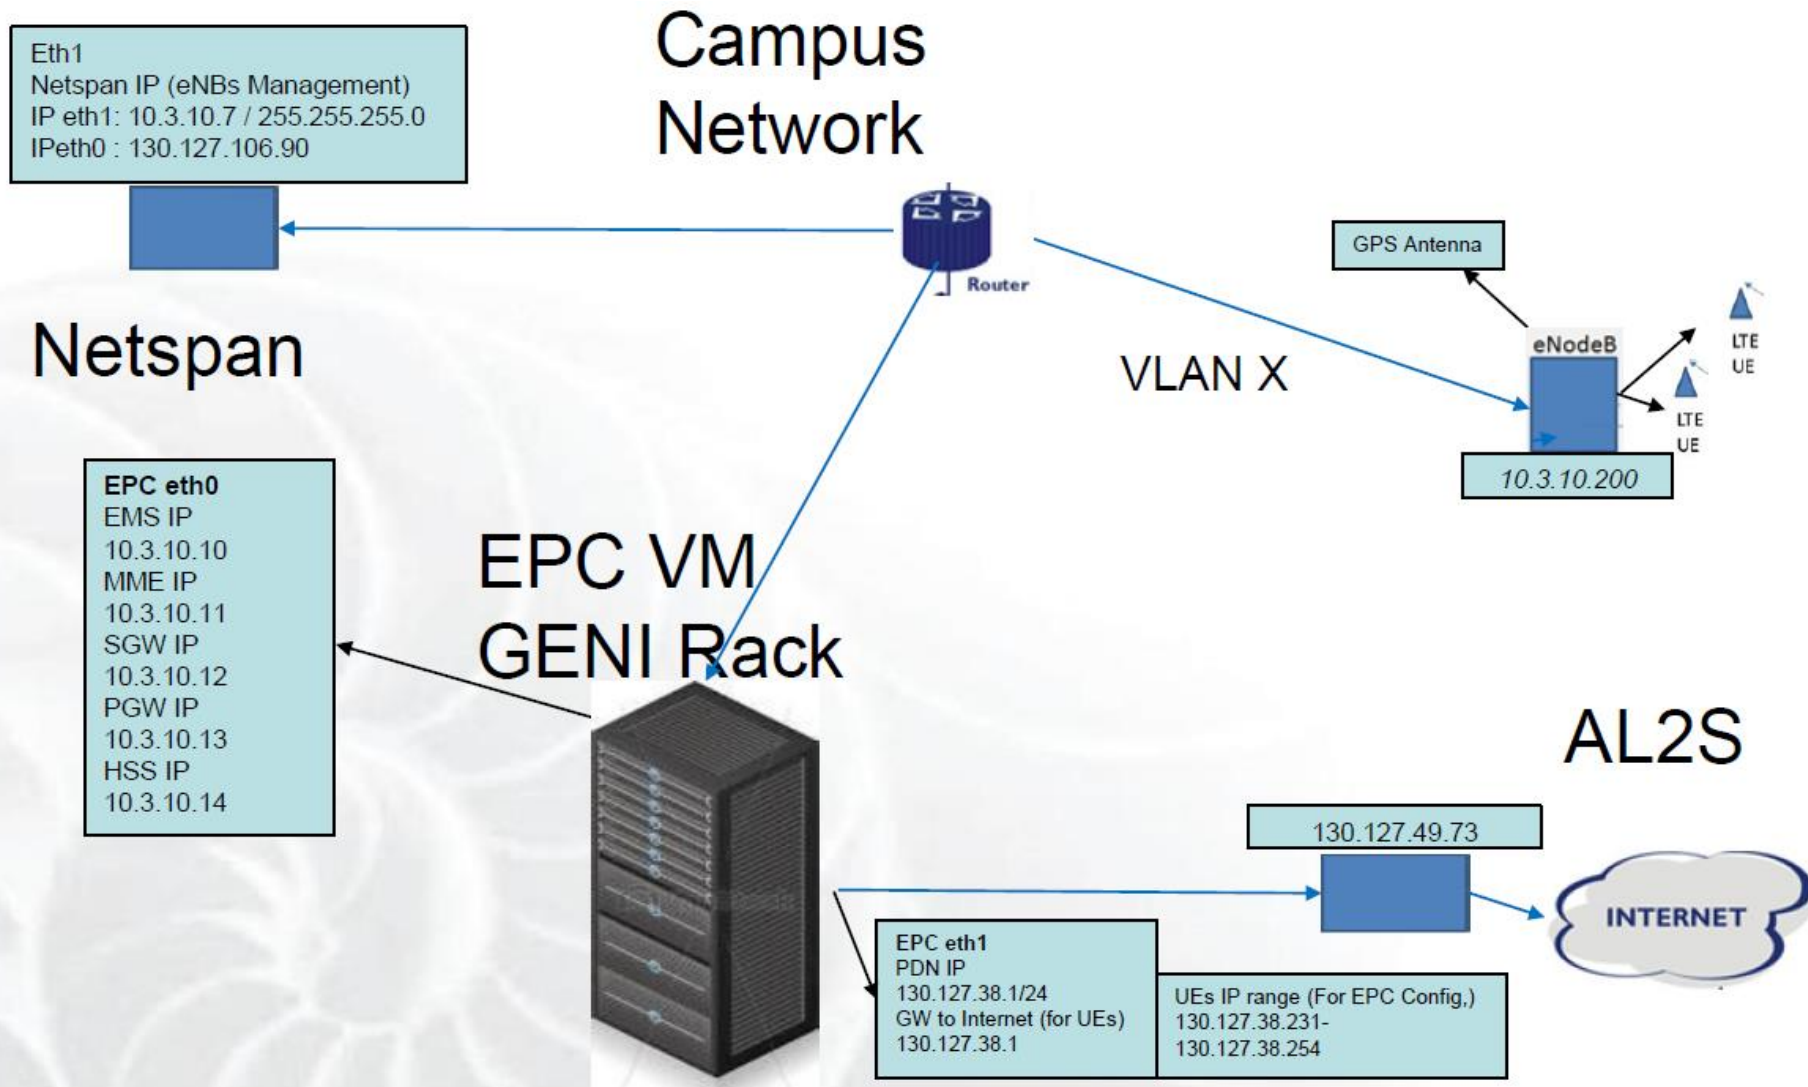 Campus
Network
Eth1
Netspan IP (eNBs Management)
IP eth1: 10.3.10.7 / 255.255.255.0
IPeth0 : 130.127.106.90
Router
GPS Antenna
Netspan
VLAN X
eNodeB
LTE
UE
LTE
UE
10.3.10.200
EPC eth0
EMS IP
10.3.10.10
MME IP
10.3.10.11
SGW IP
10.3.10.12
PGW IP
10.3.10.13
HSS IP
10.3.10.14
EPC VM
GENI Rack
AL2S
130.127.49.73
INTERNET
EPC eth1
PDN IP
130.127.38.1/24
GW to Internet (for UEs)
130.127.38.1
UEs IP range (For EPC Config,)
130.127.38.231-
130.127.38.254